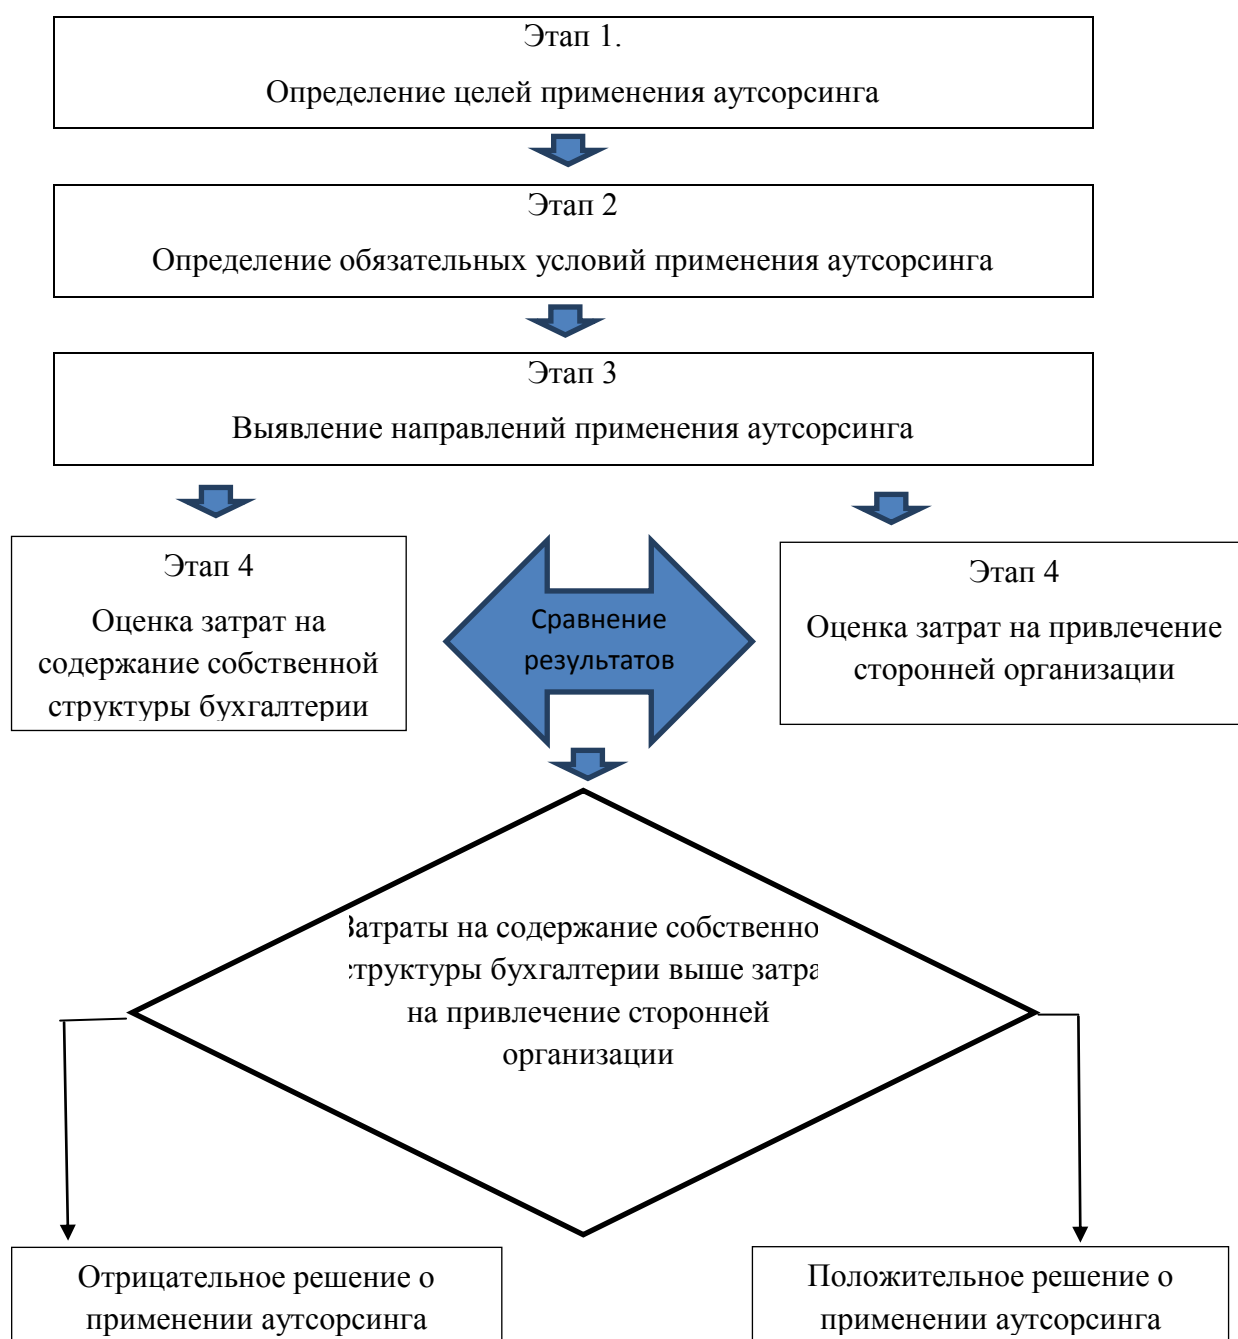 Этап 1.
Определение целей применения аутсорсинга
Этап 2
Определение обязательных условий применения аутсорсинга
Этап 3
Выявление направлений применения аутсорсинга
Этап 4
Оценка затрат на
содержание собственной
структуры бухгалтерии
Сравнение
результатов
Этап 4
Оценка затрат на привлечение
сторонней организации
Затраты на содержание собственно
структуры бухгалтерии выше затра
на привлечение сторонней
организации
Отрицательное решение о
применении аутсорсинга
Положительное решение о
применении аутсорсинга